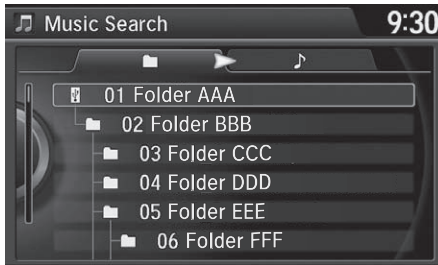 Music Search
9:30
01 Folder AAA
02 Folder BBB
03 Folder CCC
04 Folder DDD
05 Folder EEE
06 Folder FFF